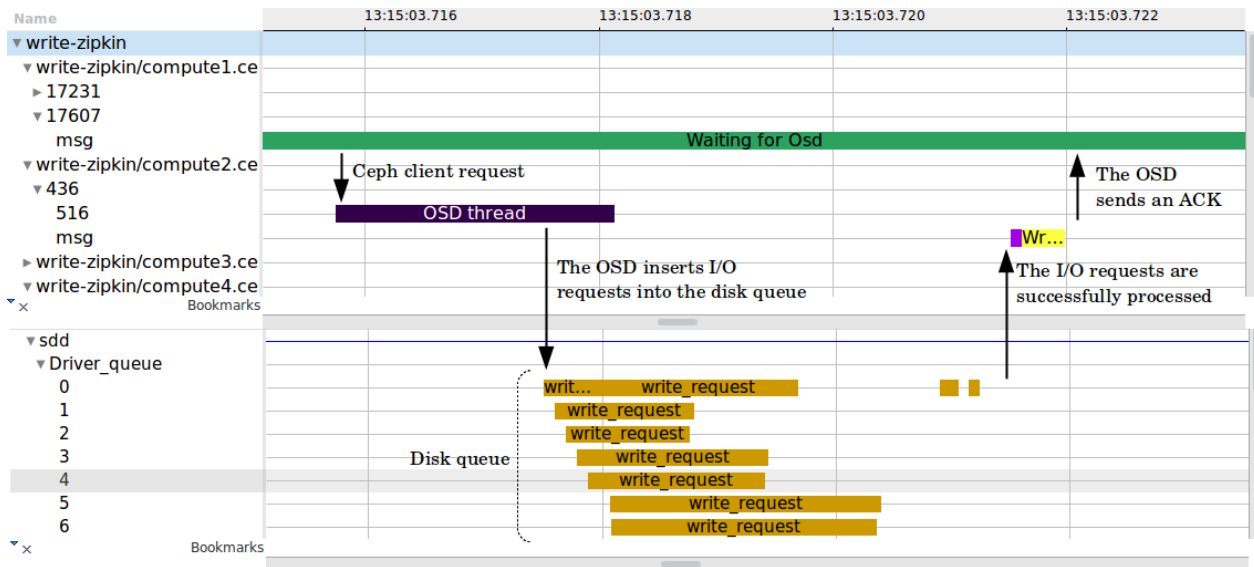 Name 13:15:03.716 13:15:03.718 13:15:03.720 13:15:03.722
write-zipkin
write-zipkin/compute1.ce
17231
17607
msg Waiting for Osd
write-zipkin/compute2.ce Ceph client request The OSD
436 sends an ACK
516 OSD thread
msg Wr...
write-zipkin/compute3.ce The OSD inserts I/O The I/O requests are
write-zipkin/compute4.ce requests into the disk queue successfully processed
Bookmarks
sdd
Driver_queue
0 writ... write_request
1 write_request
2 write_request
3 Disk queue write_request
4 write_request
5 write_request
6 write_request
Bookmarks